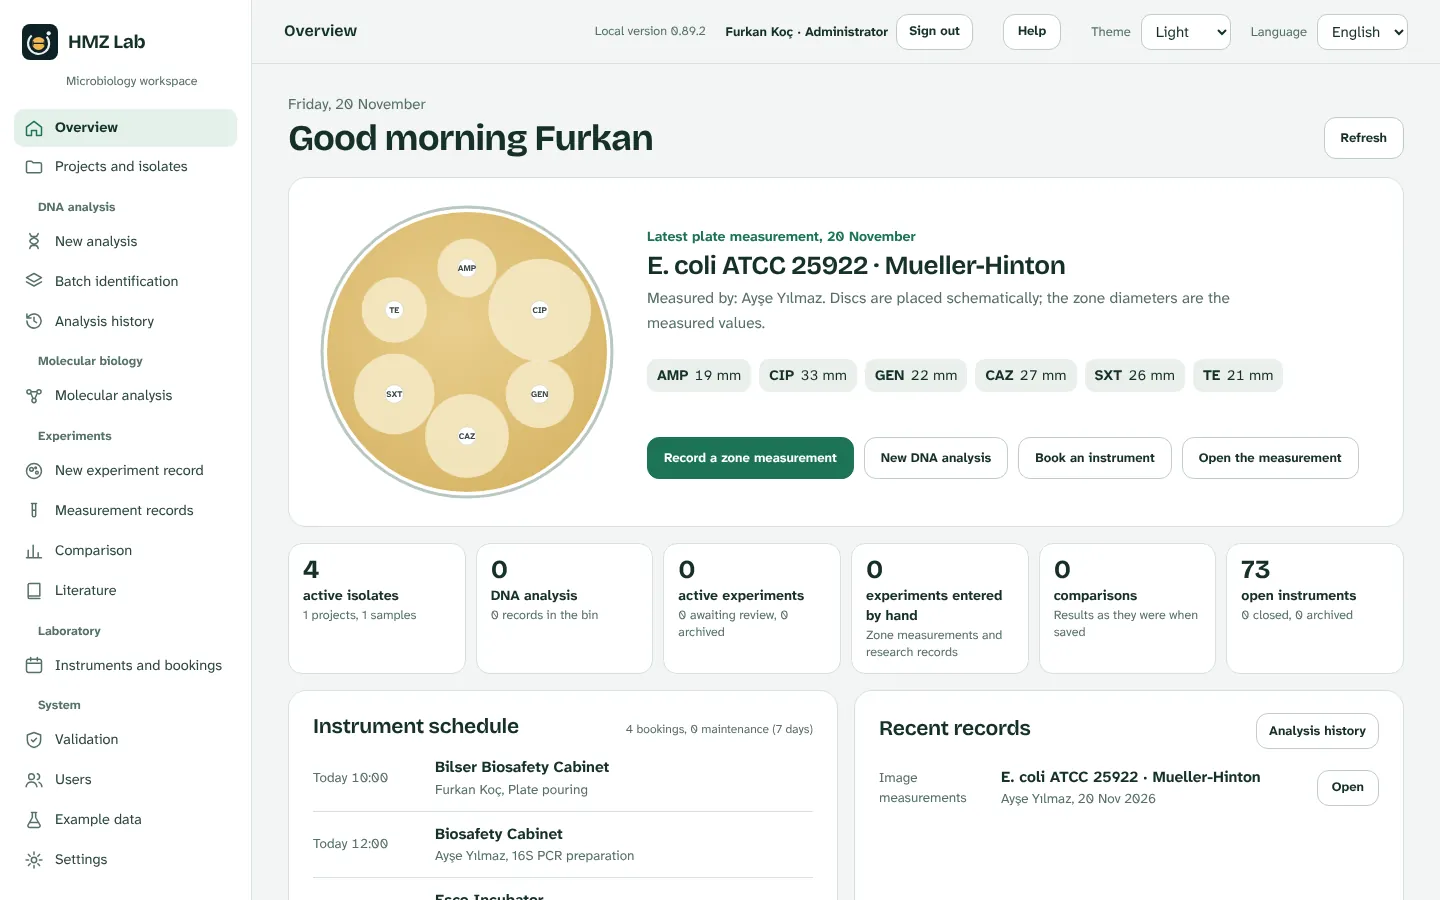 HMZ Lab
Microbiology workspace
Overview
Projects and isolates
DNA analysis
New analysis
Batch identification
Analysis history
Molecular biology
Molecular analysis
Experiments
New experiment record
Measurement records
Comparison
Literature
Laboratory
Instruments and bookings
System
Validation
Users
Example data
Settings
Overview
Local version 0.89.2
Furkan Koç · Administrator
Sign out
Help
Theme
Light
Language
English
Friday, 20 November
Good morning Furkan
Refresh
AMP
TE
CIP
SXT
GEN
CAZ
Latest plate measurement, 20 November
E. coli ATCC 25922 · Mueller-Hinton
Measured by: Ayşe Yılmaz. Discs are placed schematically; the zone diameters are the
measured values.
AMP 19 mm
CIP 33 mm
GEN 22 mm
CAZ 27 mm
SXT 26 mm
TE 21 mm
Record a zone measurement
New DNA analysis
Book an instrument
Open the measurement
4
active isolates
1 projects, 1 samples
0
DNA analysis
0 records in the bin
0
active experiments
0 awaiting review, 0
archived
0
experiments entered
by hand
Zone measurements and
research records
0
comparisons
Results as they were when
saved
73
open instruments
0 closed, 0 archived
Instrument schedule
4 bookings, 0 maintenance (7 days)
Today 10:00
Bilser Biosafety Cabinet
Furkan Koç, Plate pouring
Today 12:00
Biosafety Cabinet
Ayşe Yılmaz, 16S PCR preparation
Esco Incubator
Recent records
Analysis history
Image
measurements
E. coli ATCC 25922 · Mueller-Hinton
Ayşe Yılmaz, 20 Nov 2026
Open